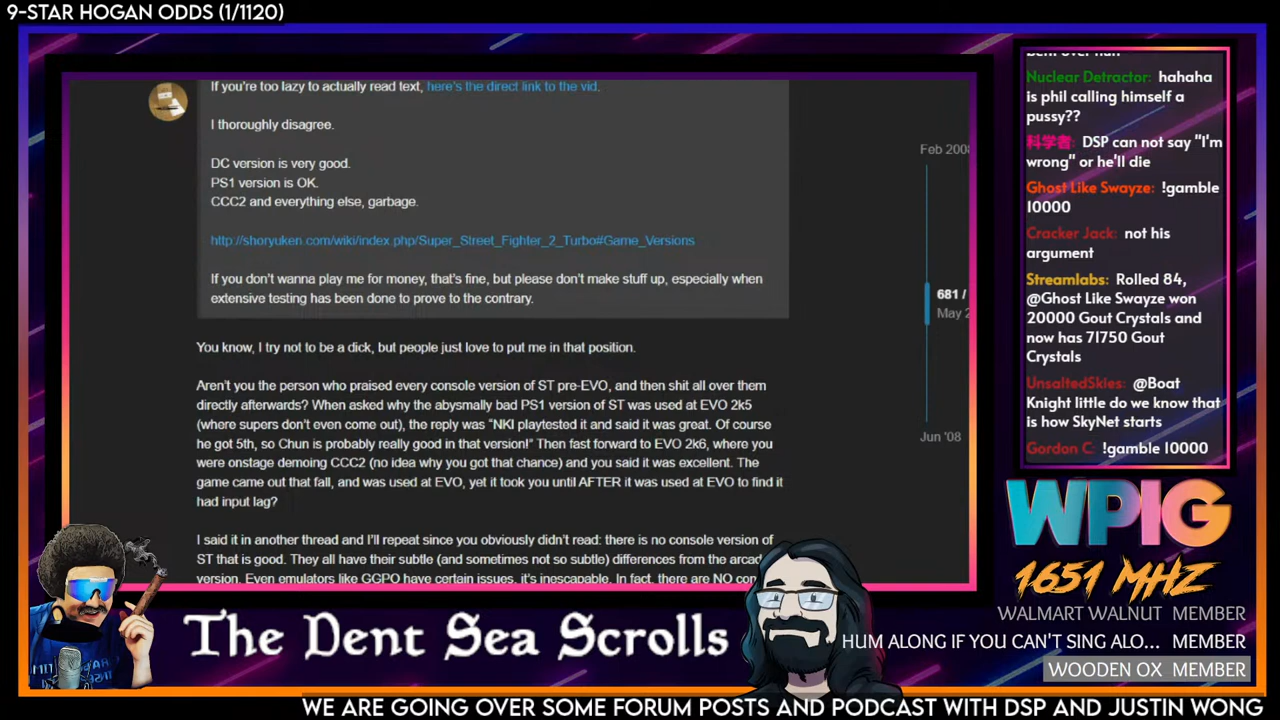 9-STAR HOGAN ODDS (1/1120)
If you're too lazy to actually read text, here's the direct link to the vid.
I thoroughly disagree.
DC version is very good.
PS1 version is OK.
CCC2 and everything else, garbage.
http://shoryuken.com/wiki/index.php/Super_Street_Fighter_2_Turbo#Game_Versions
If you don't wanna play me for money, that's fine, but please don't make stuff up, especially when
extensive testing has been done to prove to the contrary.
You know, I try not to be a dick, but people just love to put me in that position.
Aren't you the person who praised every console version of ST pre-EVO, and then shit all over them
directly afterwards? When asked why the abysmally bad PS1 version of ST was used at EVO 2k5
(where supers don't even come out), the reply was "NKI playtested it and said it was great. Of course
he got 5th, so Chun is probably really good in that version!" Then fast forward to EVO 2k6, where you
were onstage demoing CCC2 (no idea why you got that chance) and you said it was excellent. The
game came out that fall, and was used at EVO, yet it took you until AFTER it was used at EVO to find it
had input lag?
I said it in another thread and I'll repeat since you obviously didn't read: there is no console version of
ST that is good. They all have their subtle (and sometimes not so subtle) differences from the arcad
version. Even emulators like GGPO have certain issues, it's inescapable. In fact, there are NO con
Feb 2008
681 /
May 2
Jun '08
Nuclear Detractor: hahaha
is phil calling himself a
pussy??
科学者: DSP can not say "I'm
wrong" or he'll die
Ghost Like Swayze: !gamble
10000
Cracker Jack: not his
argument
Streamlabs: Rolled 84,
@Ghost Like Swayze won
20000 Gout Crystals and
now has 71750 Gout
Crystals
UnsaltedSkies: @Boat
Knight little do we know that
is how SkyNet starts
Gordon C: !gamble 10000
WPIG
1651 MHZ
WALMART WALNUT MEMBER
HUM ALONG IF YOU CAN'T SING ALO... MEMBER
WOODEN OX MEMBER
The Dent Sea Scrolls
WE ARE GOING OVER SOME FORUM POSTS AND PODCAST WITH DSP AND JUSTIN WONG